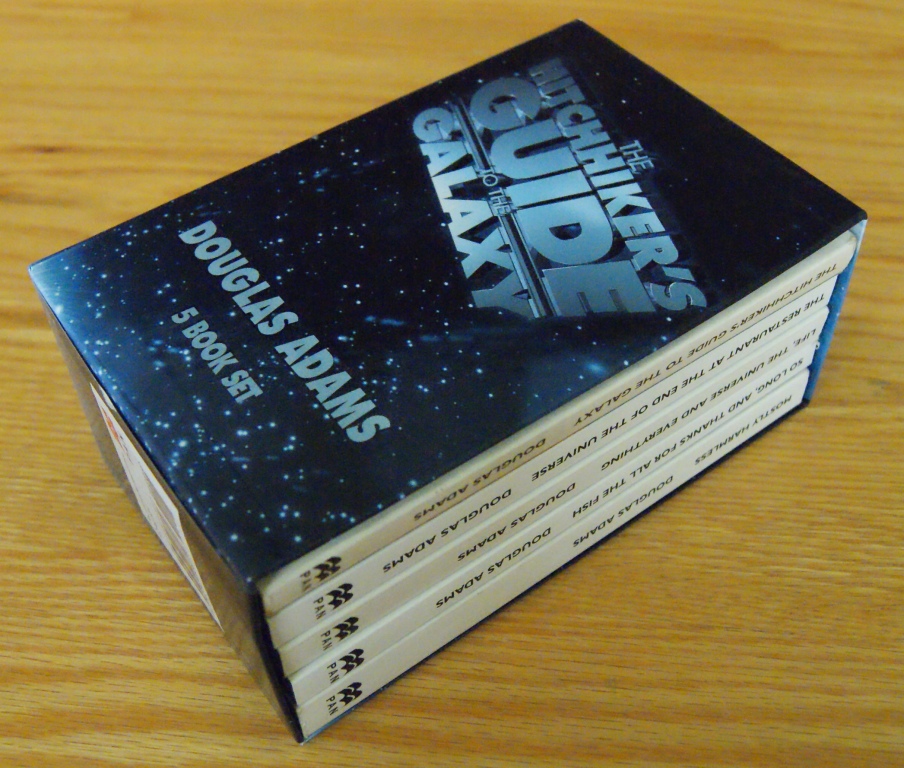 THE
HITCHHIKER'S
GUIDE
TO THE
GALAXY
DOUGLAS ADAMS
5 BOOK SET
THE HITCHHIKER'S GUIDE TO THE GALAXY DOUGLAS ADAMS PAN
THE RESTAURANT AT THE END OF THE UNIVERSE DOUGLAS ADAMS PAN
LIFE, THE UNIVERSE AND EVERYTHING DOUGLAS ADAMS PAN
SO LONG, AND THANKS FOR ALL THE FISH DOUGLAS ADAMS PAN
MOSTLY HARMLESS DOUGLAS ADAMS PAN